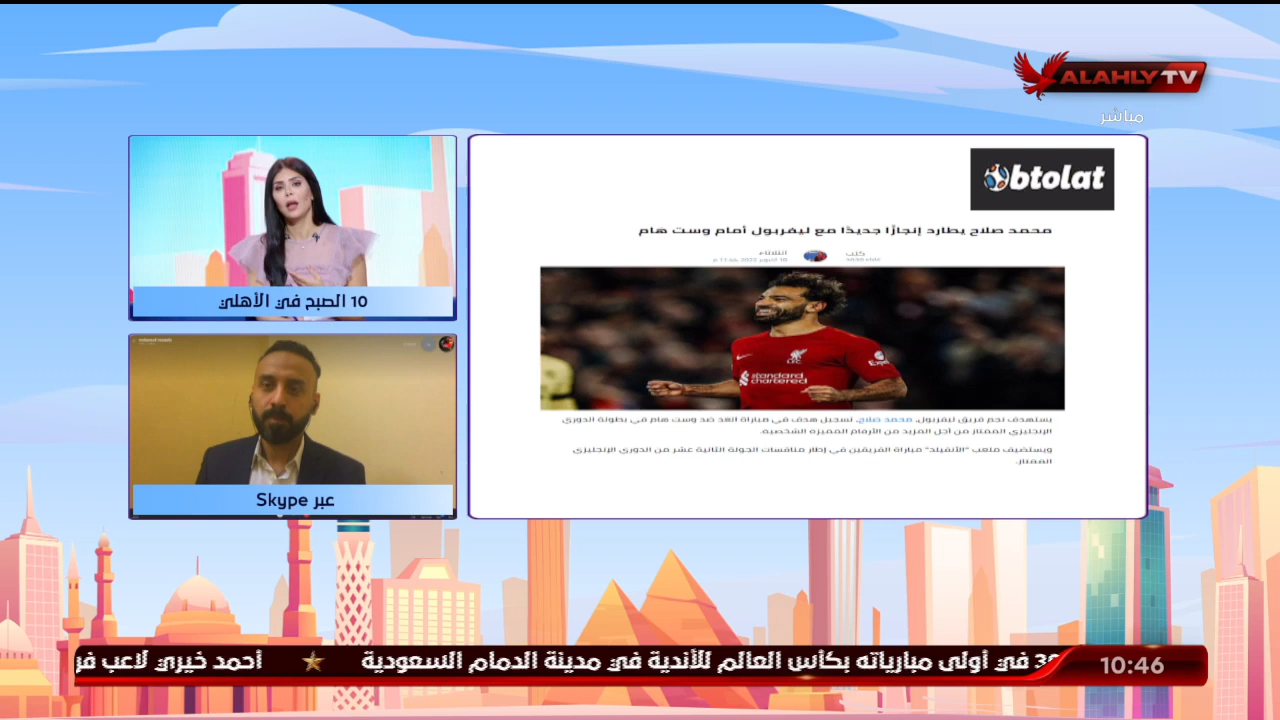 ALAHLY TV
مباشر
btolat
محمد صلاح يطارد إنجازًا جديدًا مع ليفربول أمام وست هام
كتب
الثلاثاء
standard
chartered
يستهدف نجم فريق ليفربول، محمد صلاح، تسجيل هدف في مباراة الغد ضد وست هام في بطولة الدوري
الإنجليزي الممتاز من أجل المزيد من الأرقام المميزة الشخصية.
ويستضيف ملعب "الأنفيلد" مباراة الفريقين في إطار منافسات الجولة الثانية عشر من الدوري الإنجليزي
الممتاز.
10 الصبح في الأهلي
عبر Skype
في أولى مبارياته بكأس العالم للأندية في مدينة الدمام السعودية
أحمد خيري لاعب فر
10:46